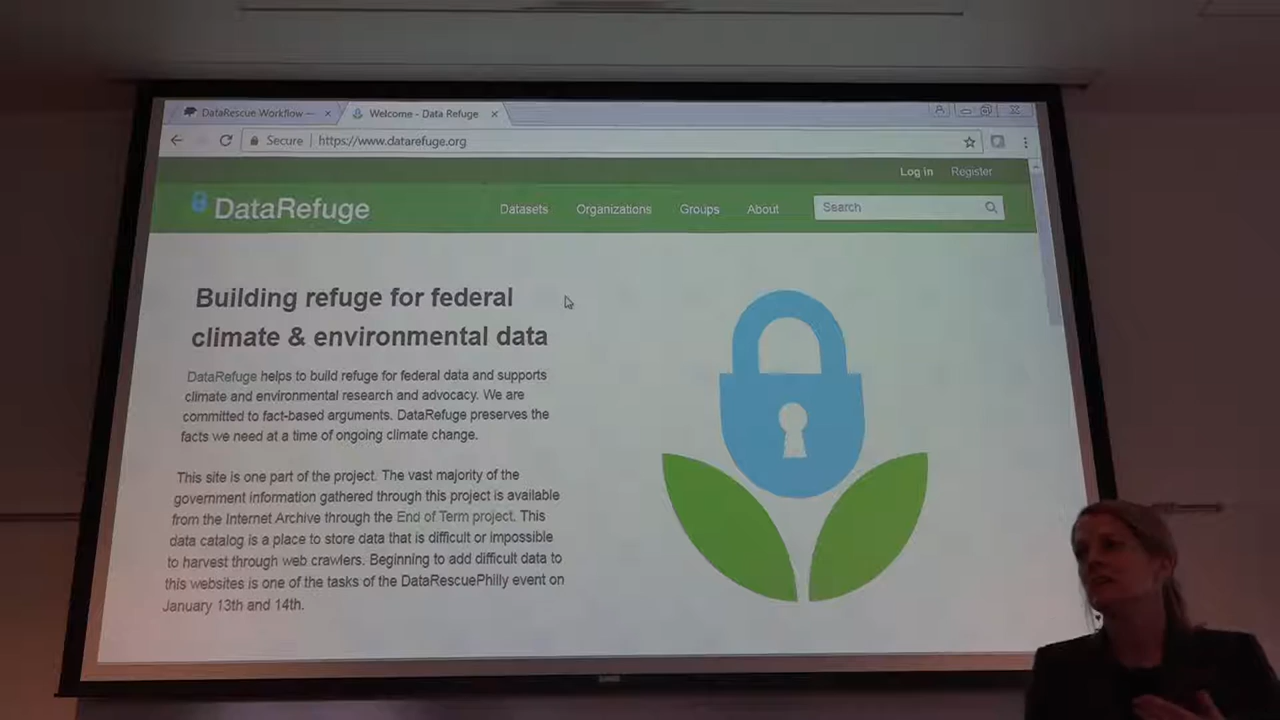 DataRescue Workflow —
Welcome - Data Refuge
Secure
https://www.datarefuge.org
Log in
Register
DataRefuge
Datasets
Organizations
Groups
About
Search
Building refuge for federal
climate & environmental data
DataRefuge helps to build refuge for federal data and supports
climate and environmental research and advocacy. We are
committed to fact-based arguments. DataRefuge preserves the
facts we need at a time of ongoing climate change.
This site is one part of the project. The vast majority of the
government information gathered through this project is available
from the Internet Archive through the End of Term project. This
data catalog is a place to store data that is difficult or impossible
to harvest through web crawlers. Beginning to add difficult data to
this websites is one of the tasks of the DataRescuePhilly event on
January 13th and 14th.